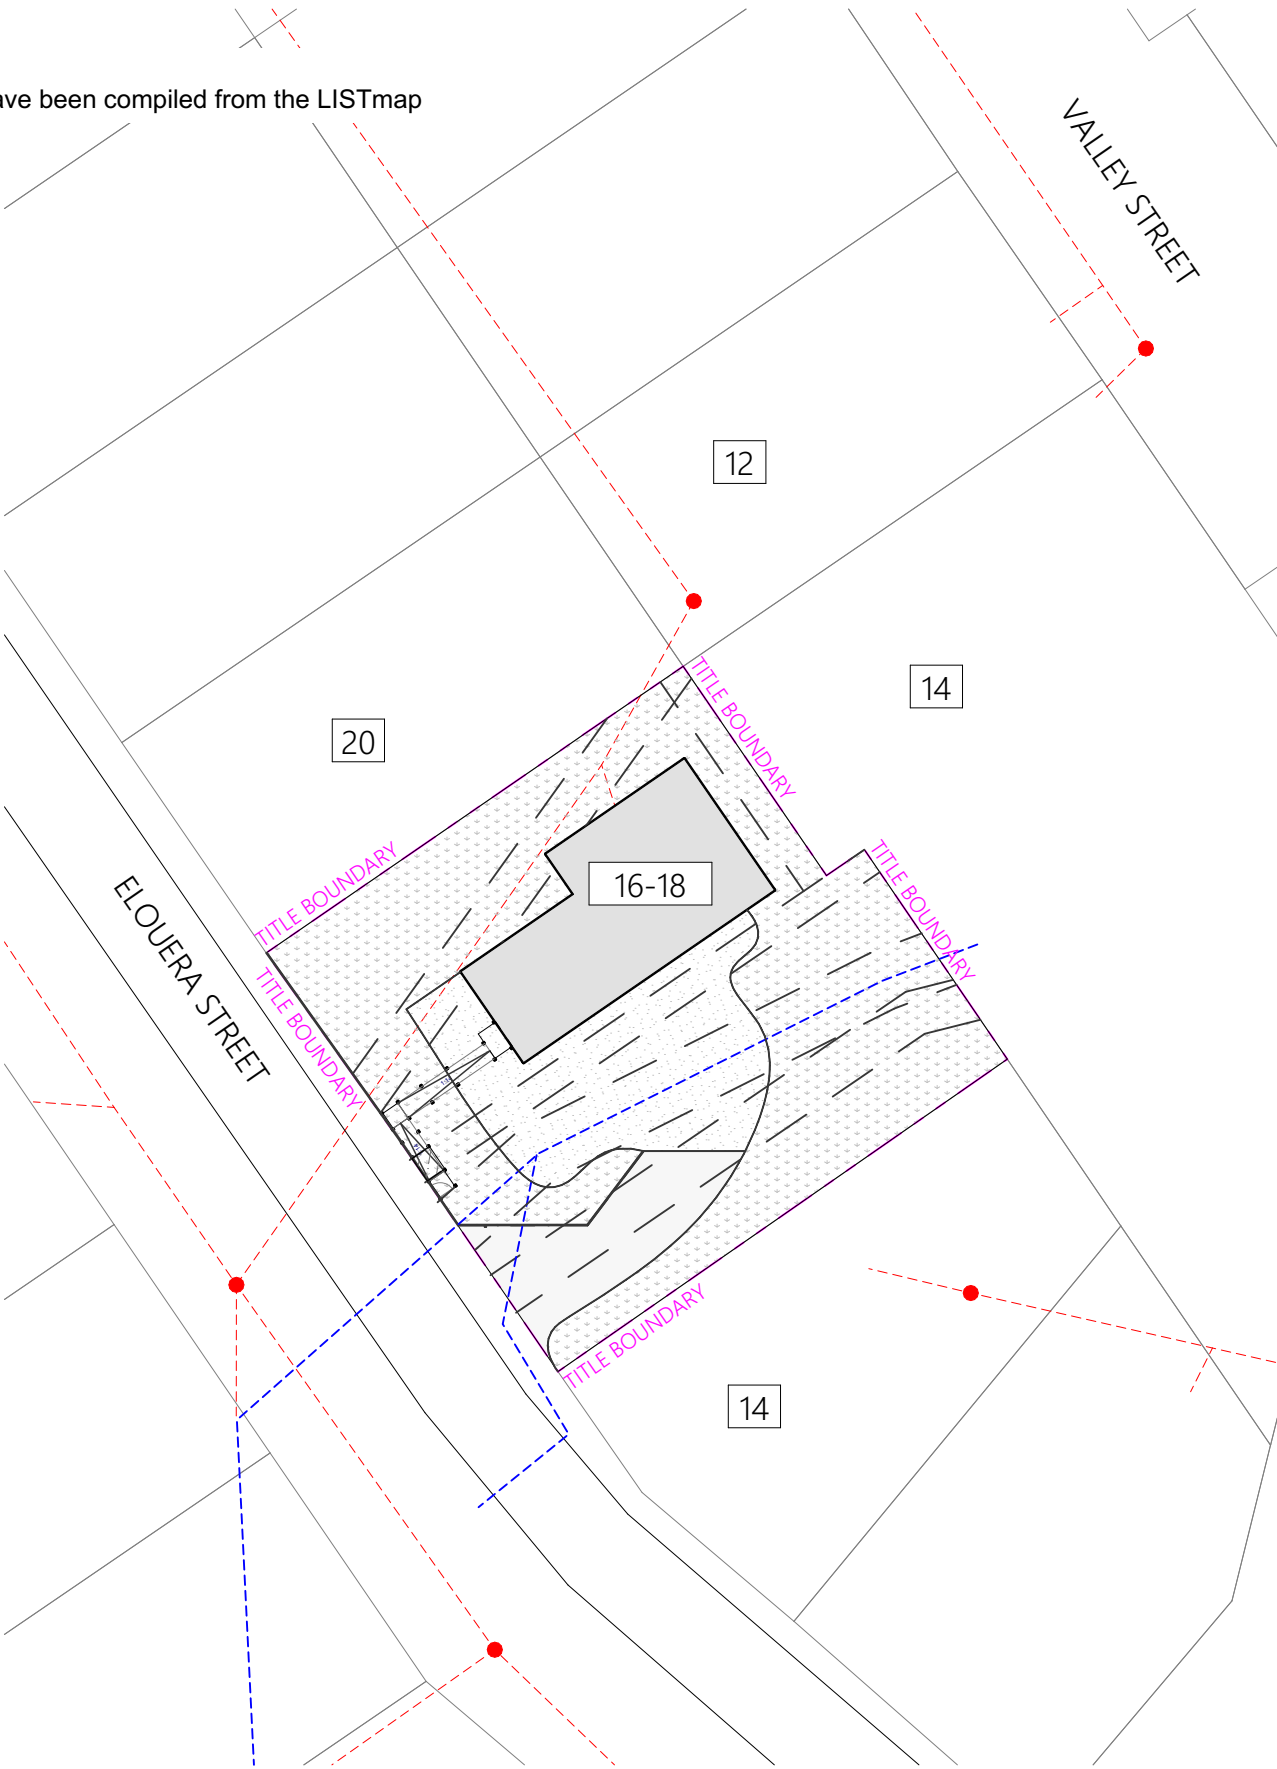 ave been compiled from the LISTmap
VALLEY STREET
12
14
20
TITLE BOUNDARY
TITLE BOUNDARY
TITLE BOUNDARY
16-18
ELOUERA STREET
TITLE BOUNDARY
TITLE BOUNDARY
14